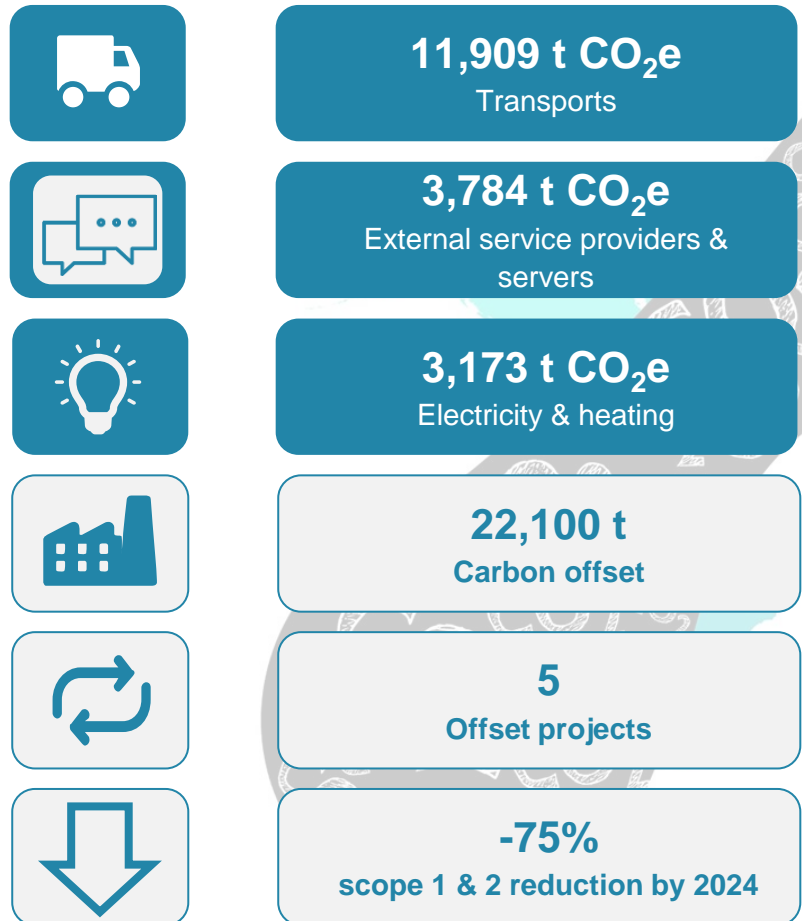 11,909 t CO₂e
Transports
3,784 t CO₂e
External service providers &
servers
3,173 t CO₂e
Electricity & heating
22,100 t
Carbon offset
5
Offset projects
-75%
scope 1 & 2 reduction by 2024